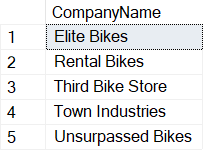 CompanyName
1 Elite Bikes
2 Rental Bikes
3 Third Bike Store
4 Town Industries
5 Unsurpassed Bikes